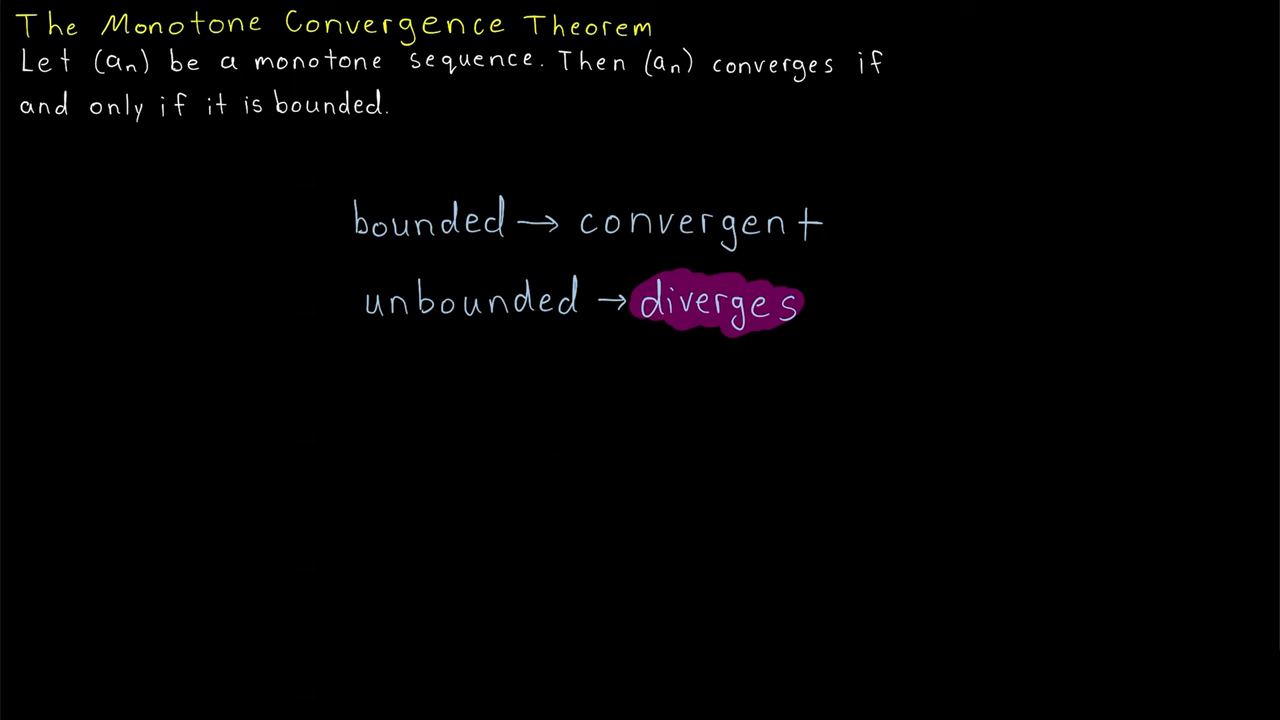 The Monotone Convergence Theorem
Let (aₙ) be a monotone sequence. Then (aₙ) converges if
and only if it is bounded.
bounded → convergent
unbounded → diverges